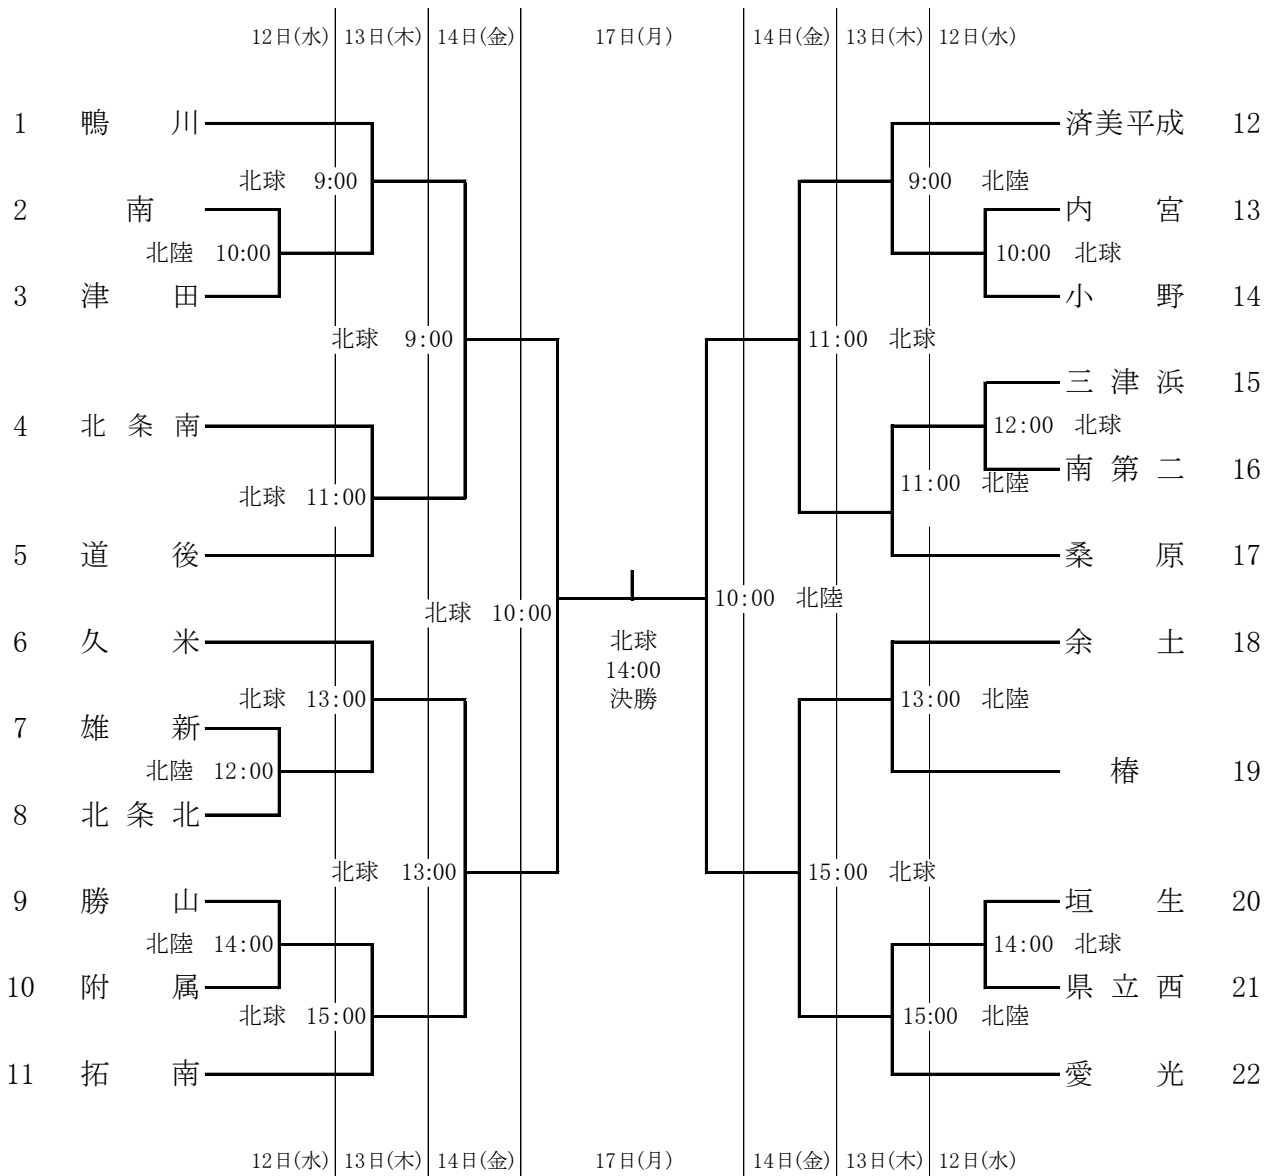 12日(水) 13日(木) 14日(金) 17日(月) 14日(金) 13日(木) 12日(水)
1 鴨川 済美平成 12
北球 9:00 9:00 北陸
2 南 内宮 13
北陸 10:00 10:00 北球
3 津田 小野 14
北球 9:00 11:00 北球
三津浜 15
4 北条南 12:00 北球
南第二 16
北球 11:00 11:00 北陸
5 道後 桑原 17
北球 10:00 10:00 北陸
6 久米 北球 余土 18
14:00
北球 13:00 決勝 13:00 北陸
7 雄新
北陸 12:00 椿 19
8 北条北
北球 13:00 15:00 北球
9 勝山 垣生 20
北陸 14:00 14:00 北球
10 附属 県立西 21
北球 15:00 15:00 北陸
11 拓南 愛光 22
12日(水) 13日(木) 14日(金) 17日(月) 14日(金) 13日(木) 12日(水)